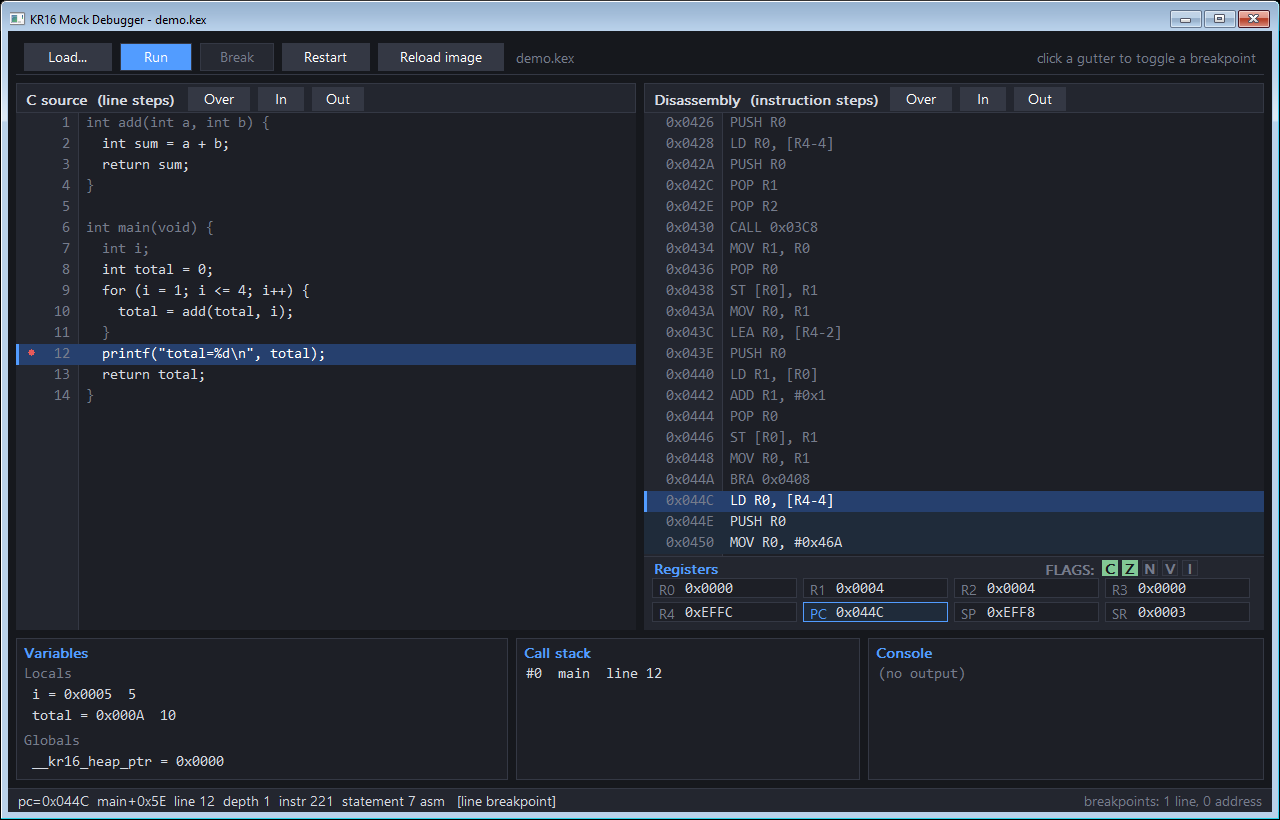 KR16 Mock Debugger - demo.kex
Load... Run Break Restart Reload image demo.kex click a gutter to toggle a breakpoint
C source (line steps) Over In Out
1 int add(int a, int b) {
2 int sum = a + b;
3 return sum;
4 }
5
6 int main(void) {
7 int i;
8 int total = 0;
9 for (i = 1; i <= 4; i++) {
10 total = add(total, i);
11 }
12 printf("total=%d\n", total);
13 return total;
14 }
Disassembly (instruction steps) Over In Out
0x0426 PUSH R0
0x0428 LD R0, [R4-4]
0x042A PUSH R0
0x042C POP R1
0x042E POP R2
0x0430 CALL 0x03C8
0x0434 MOV R1, R0
0x0436 POP R0
0x0438 ST [R0], R1
0x043A MOV R0, R1
0x043C LEA R0, [R4-2]
0x043E PUSH R0
0x0440 LD R1, [R0]
0x0442 ADD R1, #0x1
0x0444 POP R0
0x0446 ST [R0], R1
0x0448 MOV R0, R1
0x044A BRA 0x0408
0x044C LD R0, [R4-4]
0x044E PUSH R0
0x0450 MOV R0, #0x46A
Registers FLAGS: C Z N V I
R0 0x0000 R1 0x0004 R2 0x0004 R3 0x0000
R4 0xEFFC PC 0x044C SP 0xEFF8 SR 0x0003
Variables
Locals
i = 0x0005 5
total = 0x000A 10
Globals
__kr16_heap_ptr = 0x0000
Call stack
#0 main line 12
Console
(no output)
pc=0x044C main+0x5E line 12 depth 1 instr 221 statement 7 asm [line breakpoint] breakpoints: 1 line, 0 address